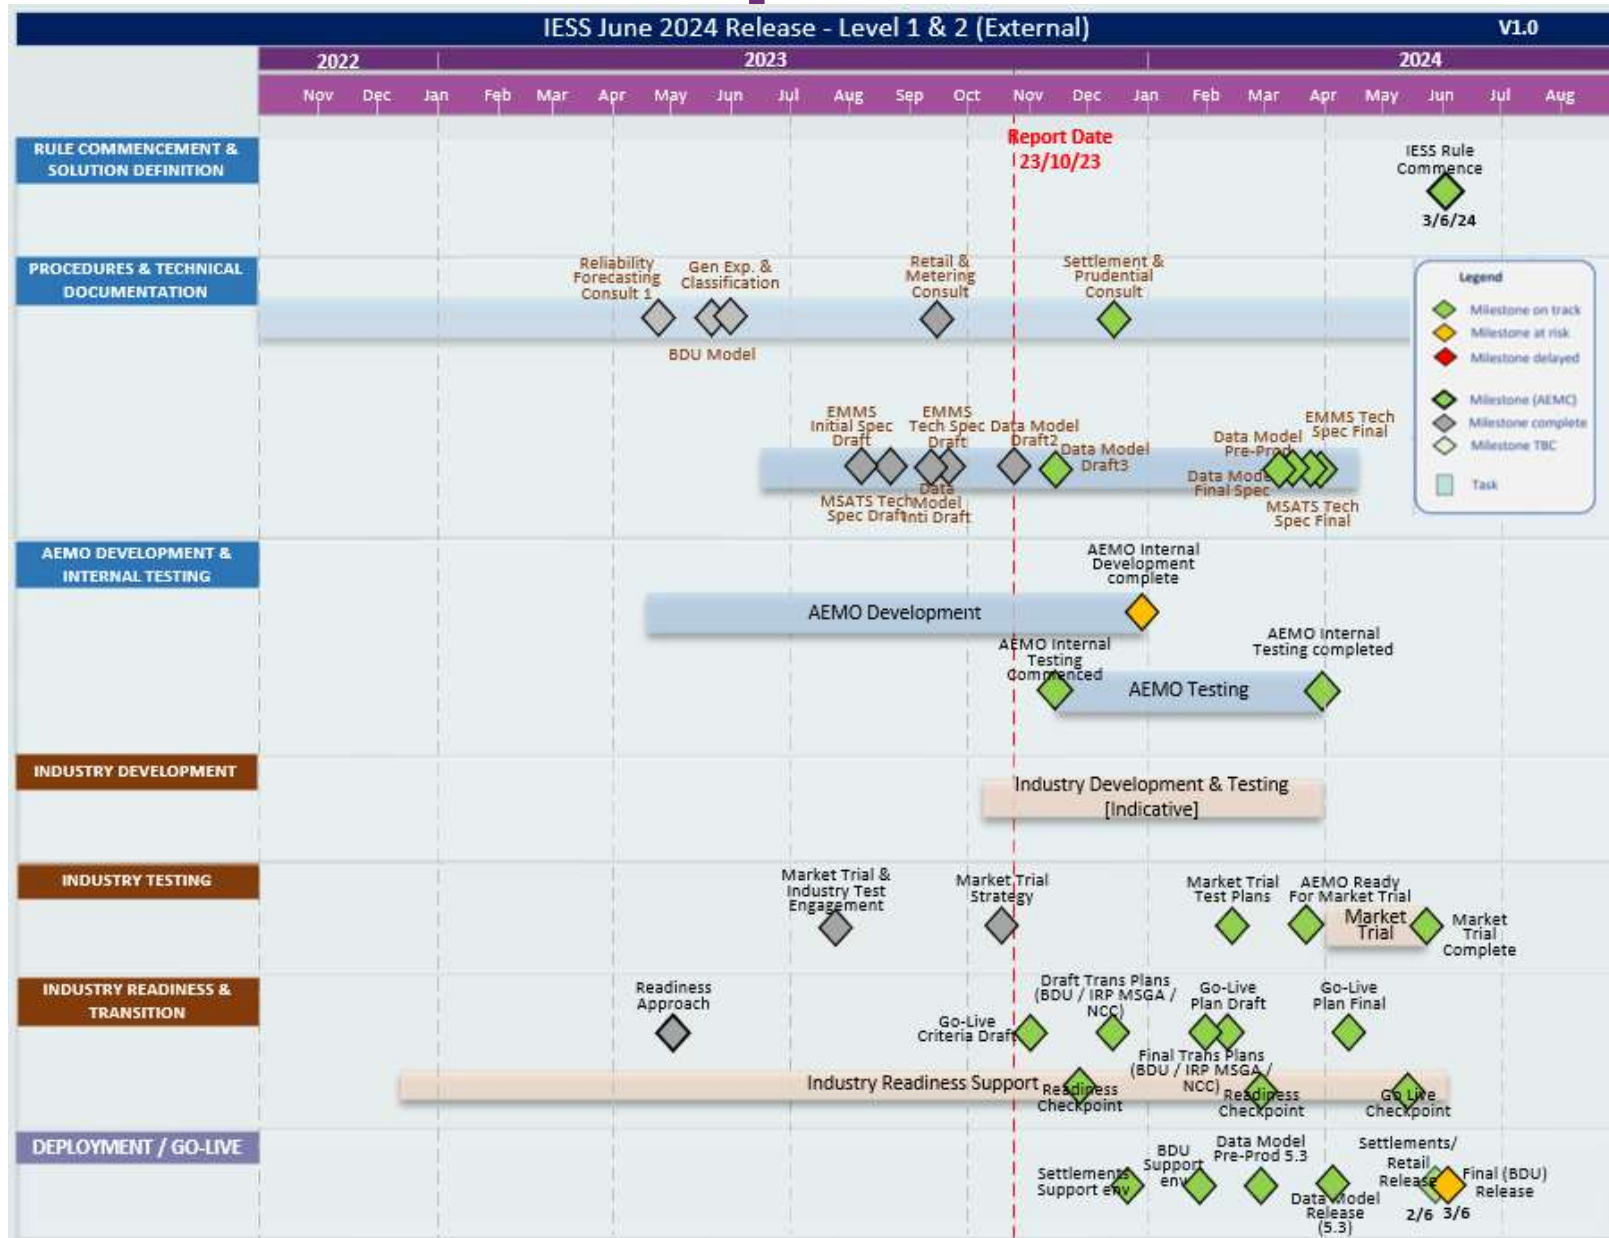 IESS June 2024 Release - Level 1 & 2 (External)
V1.0
2022
2023
2024
Nov Dec Jan Feb Mar Apr May Jun Jul Aug Sep Oct Nov Dec Jan Feb Mar Apr May Jun Jul Aug
Report Date
23/10/23
RULE COMMENCEMENT &
SOLUTION DEFINITION
IESS Rule
Commence
3/6/24
PROCEDURES & TECHNICAL
DOCUMENTATION
Reliability
Forecasting
Consult 1
Gen Exp. &
Classification
BDU Model
Retail &
Metering
Consult
Settlement &
Prudential
Consult
Legend
Milestone on track
Milestone at risk
Milestone delayed
Milestone (AEMC)
Milestone complete
Milestone TBC
Task
EMMS
Initial Spec
Draft
EMMS
Tech Spec
Draft
Data Model
Draft2
Data Model
Draft3
MSATS Tech
Spec Draft
Data
Model
Inti Draft
Data Model
Pre-Prod
Data Model
Final Spec
EMMS Tech
Spec Final
MSATS Tech
Spec Final
AEMO DEVELOPMENT &
INTERNAL TESTING
AEMO Internal
Development
complete
AEMO Development
AEMO Internal
Testing
Commenced
AEMO Internal
Testing completed
AEMO Testing
INDUSTRY DEVELOPMENT
Industry Development & Testing
[Indicative]
INDUSTRY TESTING
Market Trial &
Industry Test
Engagement
Market Trial
Strategy
Market Trial
Test Plans
AEMO Ready
For Market Trial
Market
Trial
Market
Trial
Complete
INDUSTRY READINESS &
TRANSITION
Readiness
Approach
Go-Live
Criteria Draft
Draft Trans Plans
(BDU / IRP MSGA /
NCC)
Go-Live
Plan Draft
Go-Live
Plan Final
Final Trans Plans
(BDU / IRP MSGA /
NCC)
Industry Readiness Support
Readiness
Checkpoint
Readiness
Checkpoint
Go Live
Checkpoint
DEPLOYMENT / GO-LIVE
Settlements
Support env
BDU
Support
env
Data Model
Pre-Prod 5.3
Data Model
Release
(5.3)
Settlements/
Retail
Release
2/6
3/6
Final (BDU)
Release